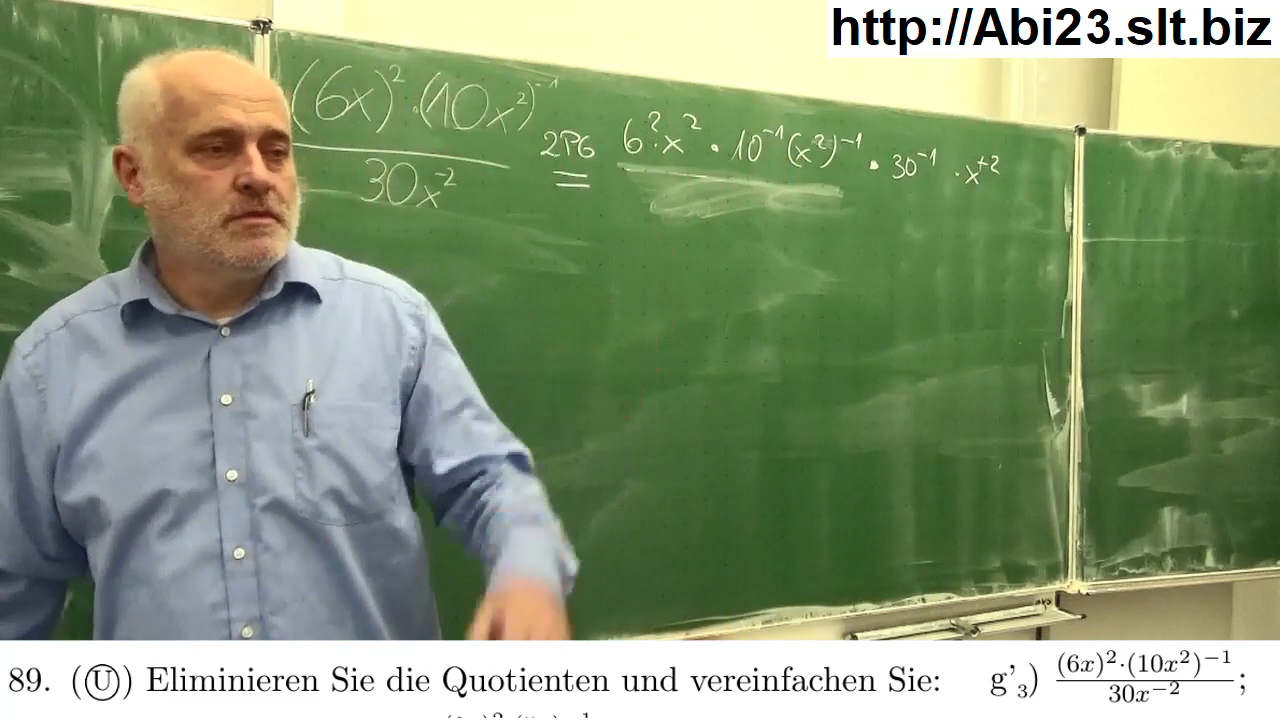 http://Abi23.slt.biz
(6x)² · (10x²)⁻¹
30x⁻²
2PG
=
6² · x² · 10⁻¹ (x²)⁻¹ · 30⁻¹ · x⁺²
89. (Ⓤ) Eliminieren Sie die Quotienten und vereinfachen Sie: g'₃) (6x)²·(10x²)⁻¹ / 30x⁻² ;